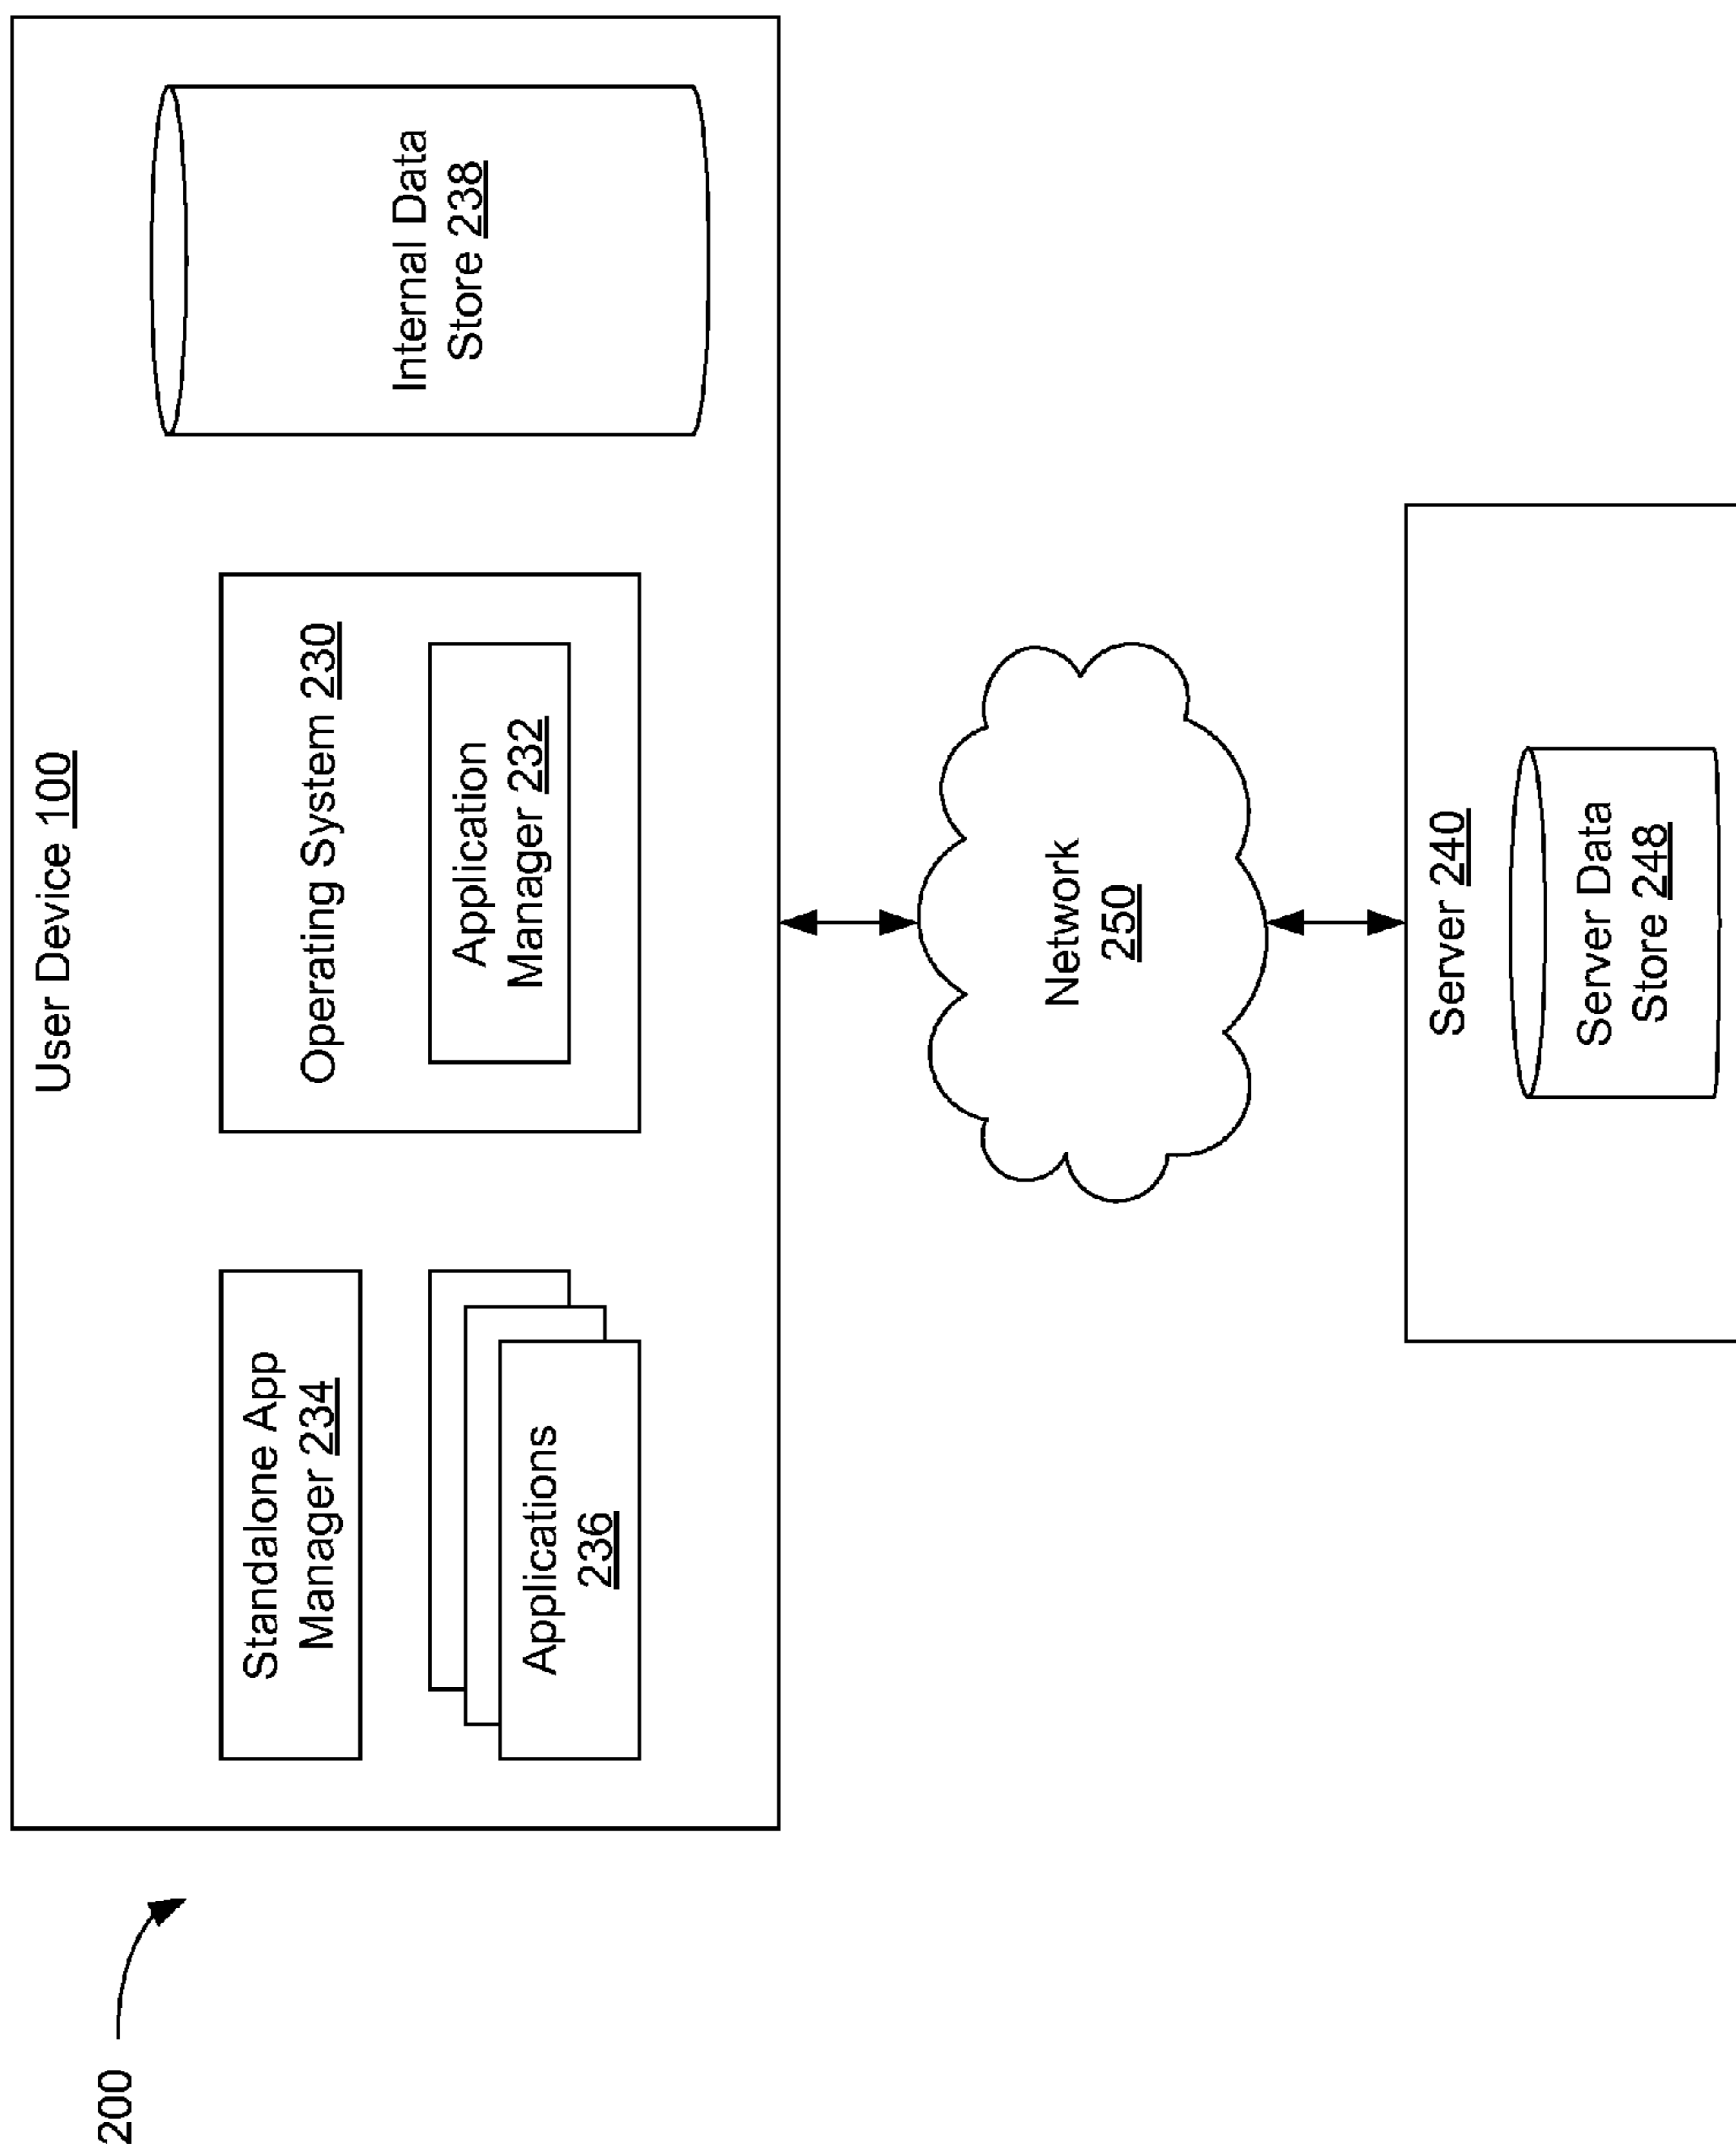 200
User Device 100
Standalone App
Manager 234
Applications
236
Operating System 230
Application
Manager 232
Internal Data
Store 238
Network
250
Server 240
Server Data
Store 248